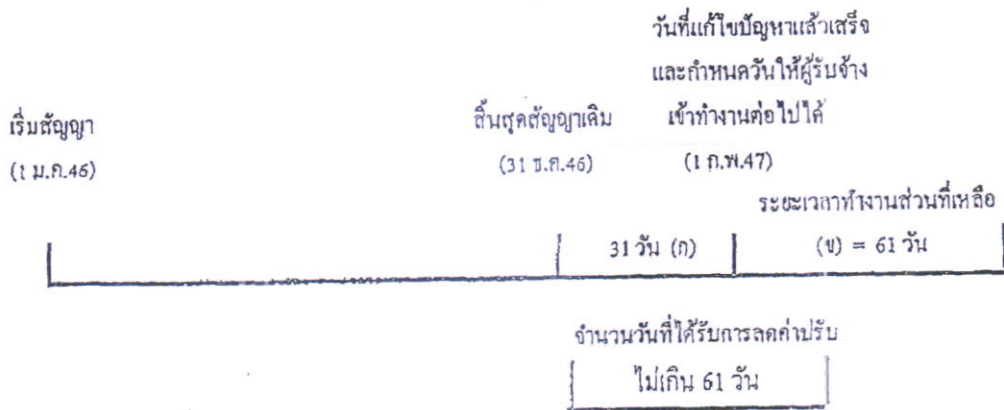 วันที่แก้ไขปัญหาแล้วเสร็จ
และกำหนดวันให้ผู้รับจ้าง
เริ่มสัญญา สิ้นสุดสัญญาเดิม เข้าทำงานต่อไปได้
(1 ม.ค.46) (31 ธ.ค.46) (1 ก.พ.47)
ระยะเวลาทำงานส่วนที่เหลือ
31 วัน (ก) (ข) = 61 วัน
จำนวนวันที่ได้รับการลดค่าปรับ
ไม่เกิน 61 วัน